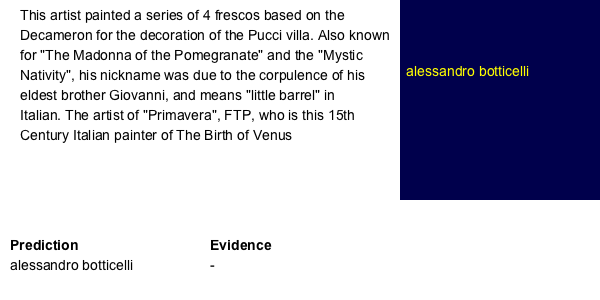 This artist painted a series of 4 frescos based on the
Decameron for the decoration of the Pucci villa. Also known
for "The Madonna of the Pomegranate" and the "Mystic
Nativity", his nickname was due to the corpulence of his
eldest brother Giovanni, and means "little barrel" in
Italian. The artist of "Primavera", FTP, who is this 15th
Century Italian painter of The Birth of Venus
alessandro botticelli
Prediction Evidence
alessandro botticelli -